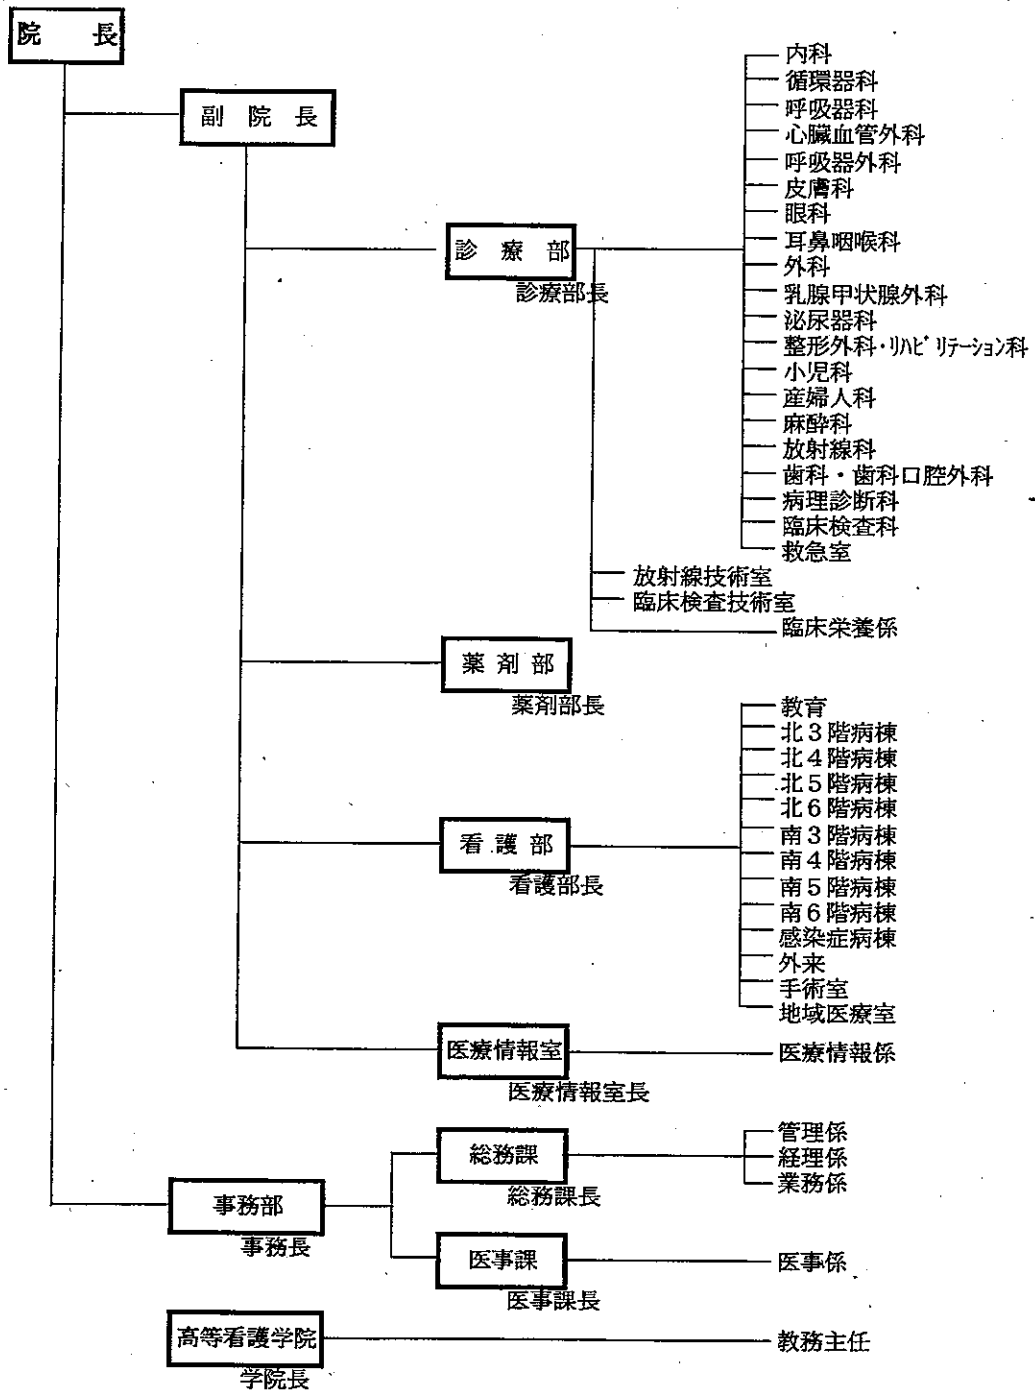 院　長
副　院　長
診　療　部
診療部長
内科
循環器科
呼吸器科
心臓血管外科
呼吸器外科
皮膚科
眼科
耳鼻咽喉科
外科
乳腺甲状腺外科
泌尿器科
整形外科・ﾘﾊﾋﾞﾘﾃｰｼｮﾝ科
小児科
産婦人科
麻酔科
放射線科
歯科・歯科口腔外科
病理診断科
臨床検査科
救急室
放射線技術室
臨床検査技術室
臨床栄養係
薬　剤　部
薬剤部長
看　護　部
看護部長
教育
北３階病棟
北４階病棟
北５階病棟
北６階病棟
南３階病棟
南４階病棟
南５階病棟
南６階病棟
感染症病棟
外来
手術室
地域医療室
医療情報室
医療情報室長
医療情報係
事務部
事務長
総務課
総務課長
管理係
経理係
業務係
医事課
医事課長
医事係
高等看護学院
学院長
教務主任